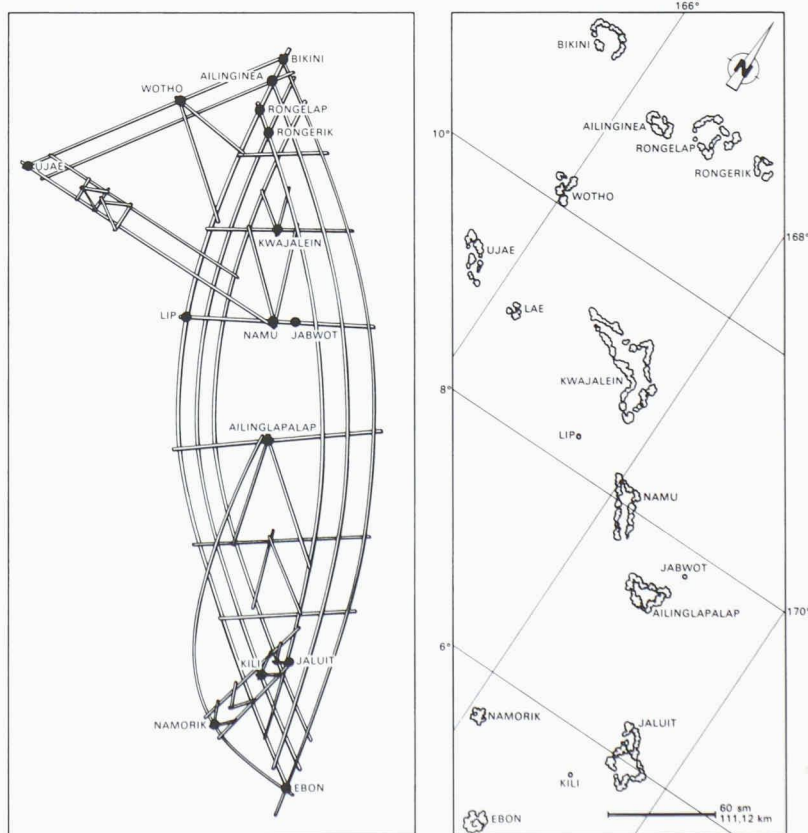 BIKINI
AILINGINEA
WOTHO
RONGELAP
RONGERIK
UJAE
KWAJALEIN
LIP
NAMU
JABWOT
AILINGLAPALAP
KILI
JALUIT
NAMORIK
EBON
166°
BIKINI
N
10°
AILINGINEA
RONGELAP
RONGERIK
WOTHO
168°
UJAE
LAE
KWAJALEIN
8°
LIP
NAMU
JABWOT
AILINGLAPALAP
170°
6°
NAMORIK
JALUIT
KILI
60 sm
111,12 km
EBON